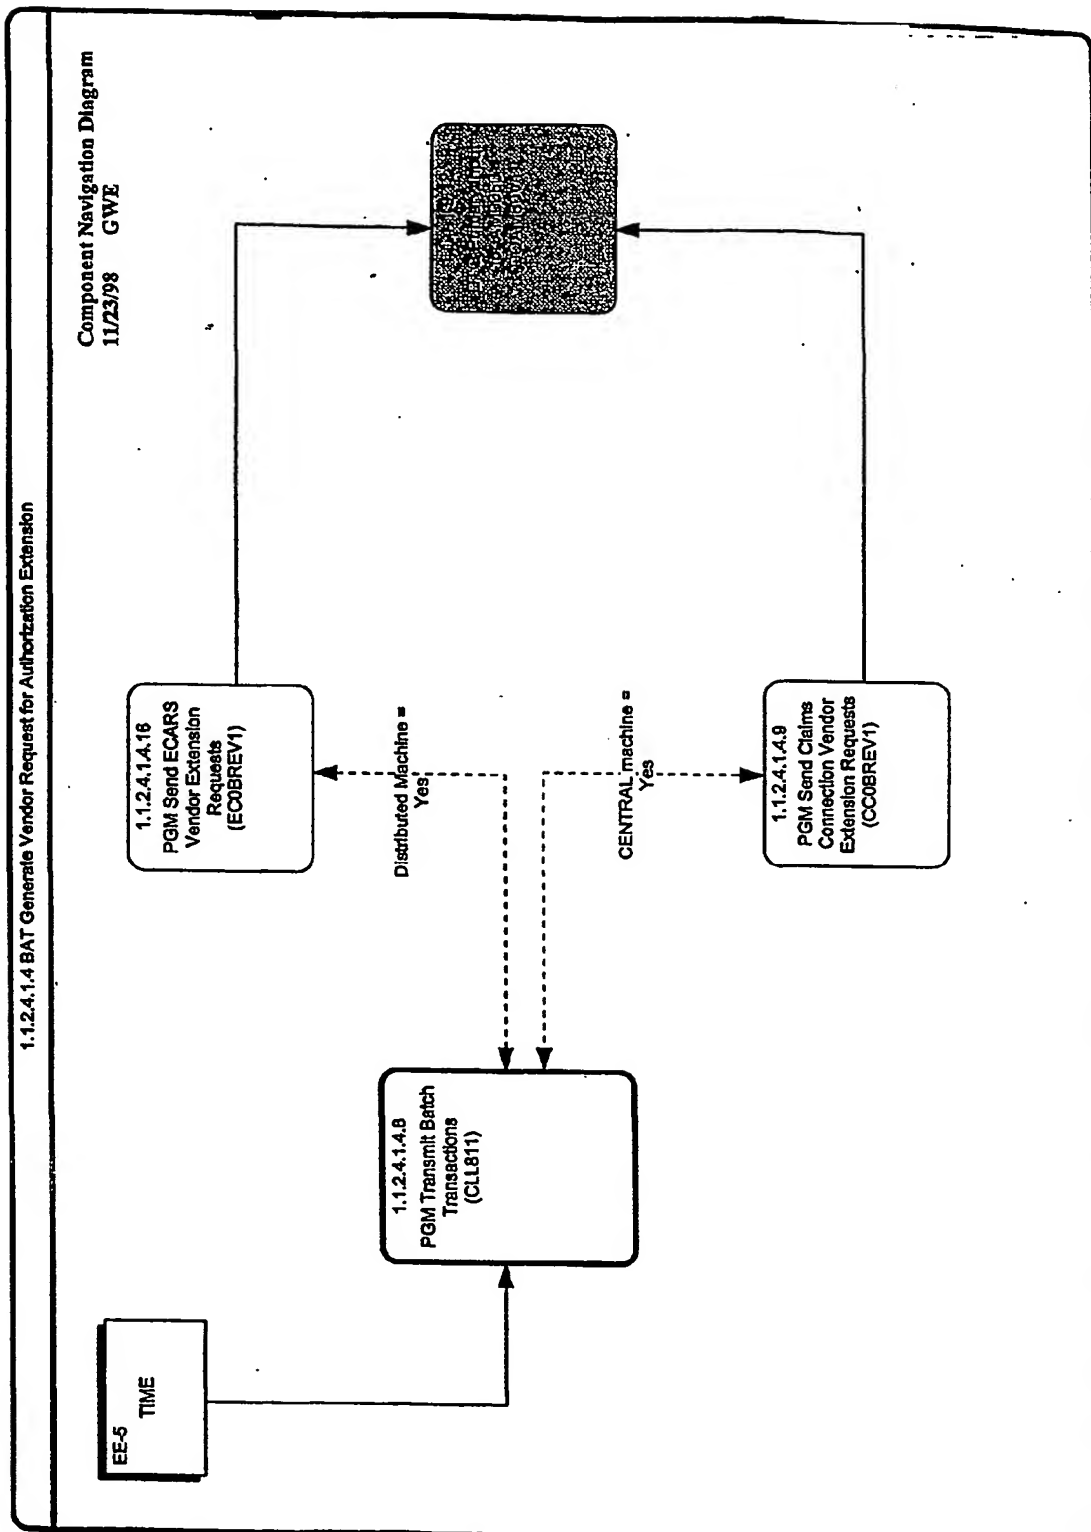 1.1.2.4.1.4 BAT Generate Vendor Request for Authorization Extension
Component Navigation Diagram
11/23/98 GWE
EE-5
TIME
1.1.2.4.1.4.8
PGM Transmit Batch
Transactions
(CLL811)
Distributed Machine =
Yes
CENTRAL machine =
Yes
1.1.2.4.1.4.16
PGM Send ECARS
Vendor Extension
Requests
(EC0BREV1)
1.1.2.4.1.4.9
PGM Send Claims
Connection Vendor
Extension Requests
(CC0BREV1)